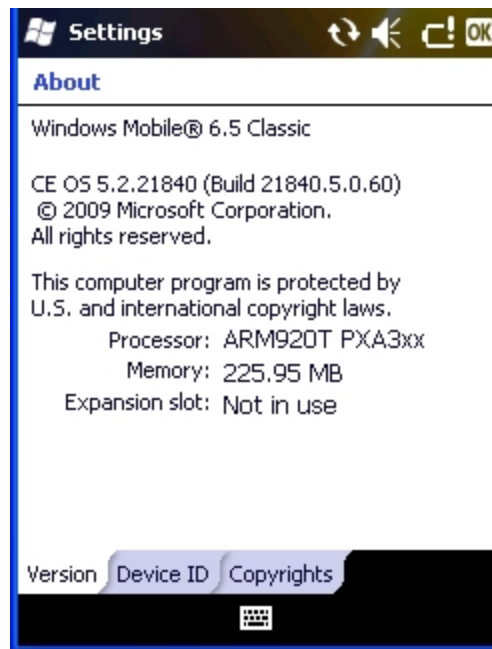 Settings
OK
About
Windows Mobile® 6.5 Classic
CE OS 5.2.21840 (Build 21840.5.0.60)
© 2009 Microsoft Corporation.
All rights reserved.
This computer program is protected by
U.S. and international copyright laws.
Processor: ARM920T PXA3xx
Memory: 225.95 MB
Expansion slot: Not in use
Version Device ID Copyrights